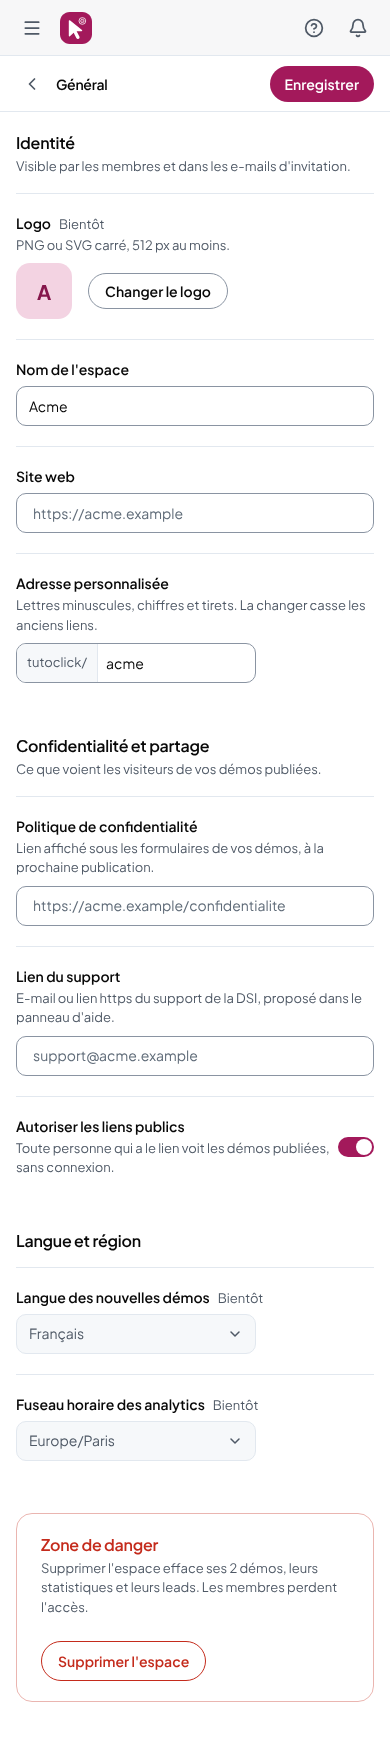 Général
Enregistrer
Identité
Visible par les membres et dans les e-mails d'invitation.
Logo Bientôt
PNG ou SVG carré, 512 px au moins.
A
Changer le logo
Nom de l'espace
Acme
Site web
https://acme.example
Adresse personnalisée
Lettres minuscules, chiffres et tirets. La changer casse les
anciens liens.
tutoclick/ acme
Confidentialité et partage
Ce que voient les visiteurs de vos démos publiées.
Politique de confidentialité
Lien affiché sous les formulaires de vos démos, à la
prochaine publication.
https://acme.example/confidentialite
Lien du support
E-mail ou lien https du support de la DSI, proposé dans le
panneau d'aide.
support@acme.example
Autoriser les liens publics
Toute personne qui a le lien voit les démos publiées,
sans connexion.
Langue et région
Langue des nouvelles démos Bientôt
Français
Fuseau horaire des analytics Bientôt
Europe/Paris
Zone de danger
Supprimer l'espace efface ses 2 démos, leurs
statistiques et leurs leads. Les membres perdent
l'accès.
Supprimer l'espace